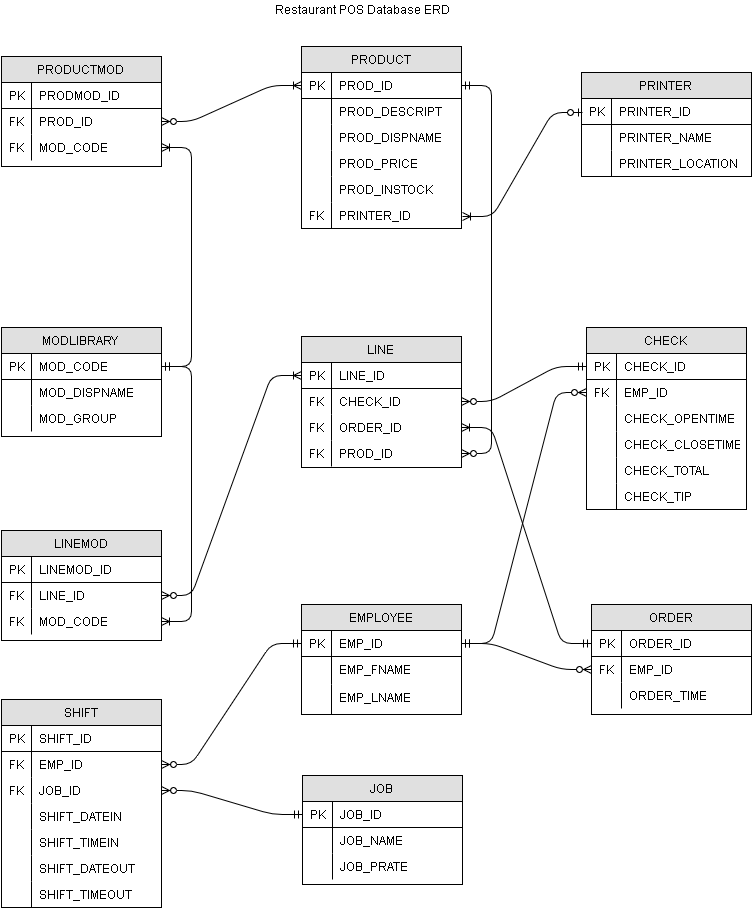 Restaurant POS Database ERD
PRODUCTMOD
PK PRODMOD_ID
FK PROD_ID
FK MOD_CODE
PRODUCT
PK PROD_ID
PROD_DESCRIPT
PROD_DISPNAME
PROD_PRICE
PROD_INSTOCK
FK PRINTER_ID
PRINTER
PK PRINTER_ID
PRINTER_NAME
PRINTER_LOCATION
MODLIBRARY
PK MOD_CODE
MOD_DISPNAME
MOD_GROUP
LINE
PK LINE_ID
FK CHECK_ID
FK ORDER_ID
FK PROD_ID
CHECK
PK CHECK_ID
FK EMP_ID
CHECK_OPENTIME
CHECK_CLOSETIME
CHECK_TOTAL
CHECK_TIP
LINEMOD
PK LINEMOD_ID
FK LINE_ID
FK MOD_CODE
EMPLOYEE
PK EMP_ID
EMP_FNAME
EMP_LNAME
ORDER
PK ORDER_ID
FK EMP_ID
ORDER_TIME
SHIFT
PK SHIFT_ID
FK EMP_ID
FK JOB_ID
SHIFT_DATEIN
SHIFT_TIMEIN
SHIFT_DATEOUT
SHIFT_TIMEOUT
JOB
PK JOB_ID
JOB_NAME
JOB_PRATE